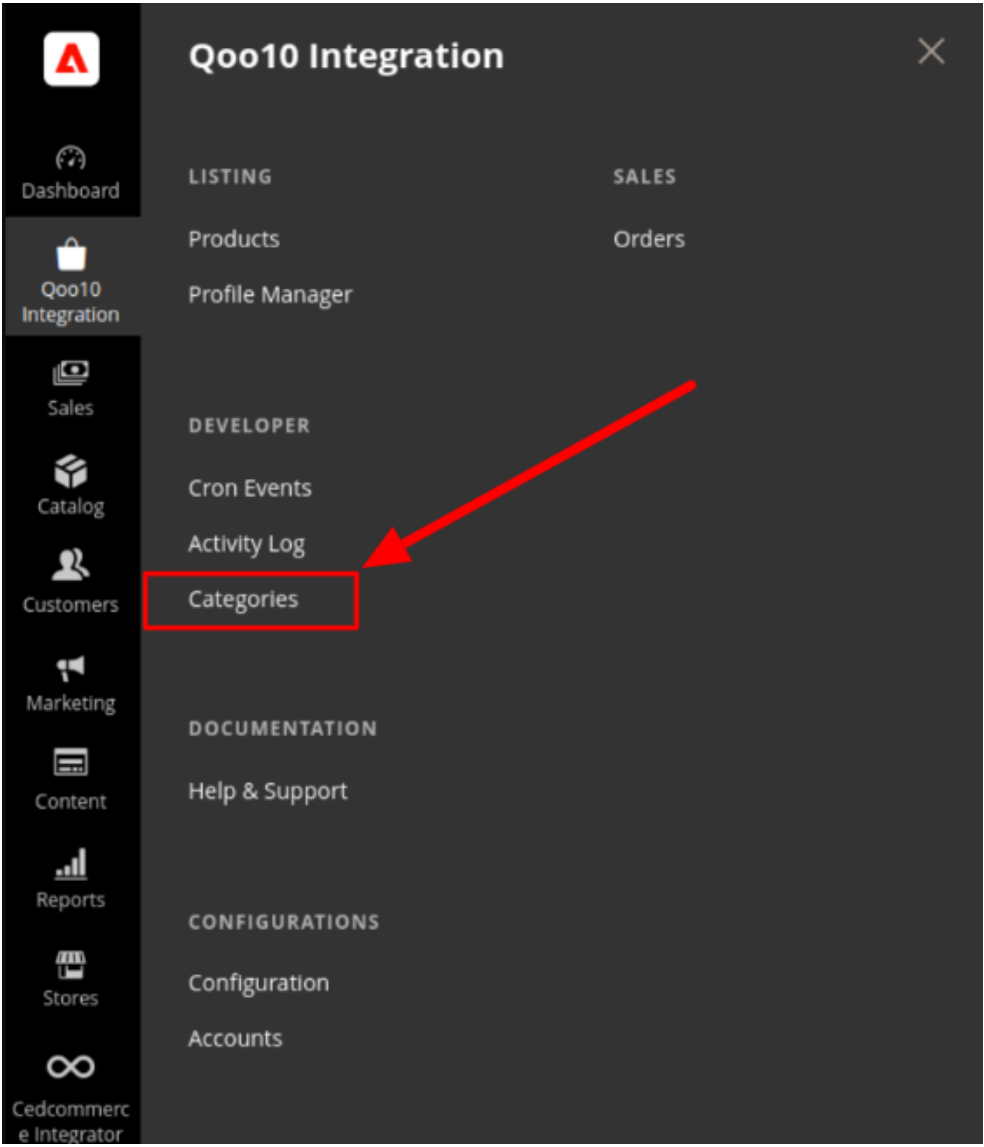 Qoo10 Integration
Dashboard
Qoo10
Integration
Sales
Catalog
Customers
Marketing
Content
Reports
Stores
Cedcommerc
e Integrator
LISTING
Products
Profile Manager
SALES
Orders
DEVELOPER
Cron Events
Activity Log
Categories
DOCUMENTATION
Help & Support
CONFIGURATIONS
Configuration
Accounts